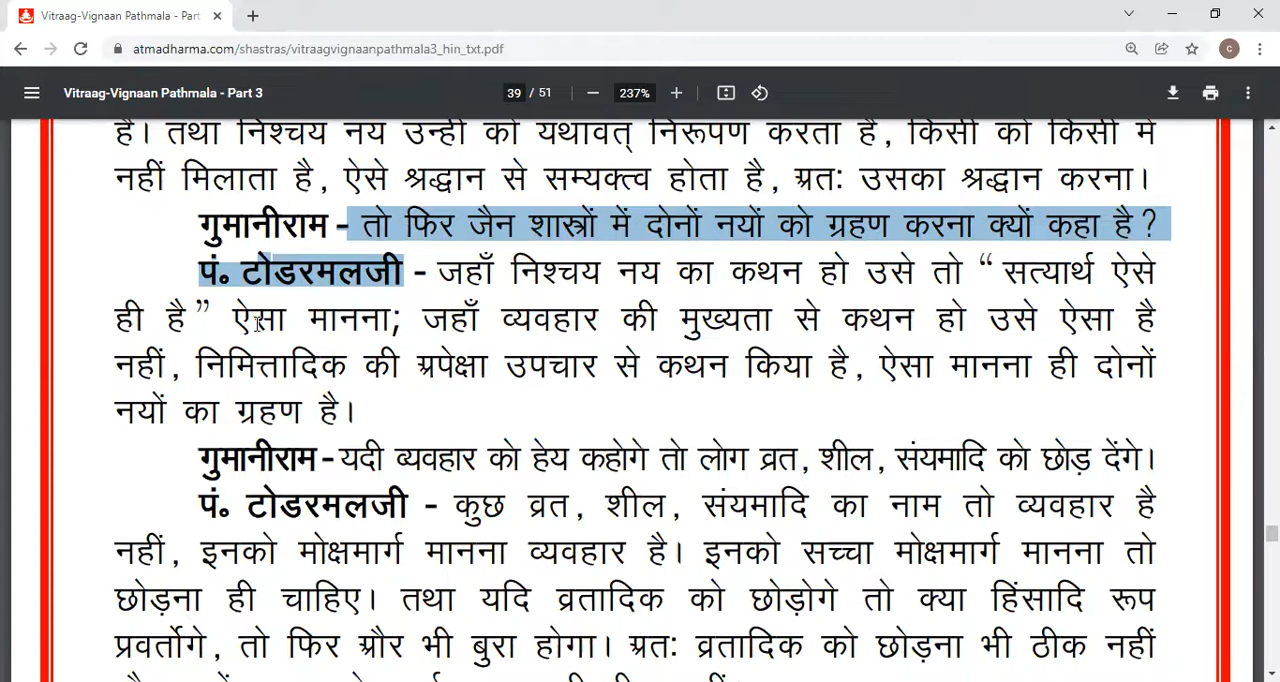 Vitraag-Vignaan Pathmala - Part
atmadharma.com/shastras/vitraagvignaanpathmala3_hin_txt.pdf
C
Vitraag-Vignaan Pathmala - Part 3
39 / 51
237%
है। तथा निश्चय नय उन्हीं को यथावत् निरूपण करता है, किसी को किसी में
नहीं मिलाता है, ऐसे श्रद्धान से सम्यक्त्व होता है, अतः उसका श्रद्धान करना।
गुमानीराम - तो फिर जैन शास्त्रों में दोनों नयों को ग्रहण करना क्यों कहा है?
पं. टोडरमलजी - जहाँ निश्चय नय का कथन हो उसे तो “सत्यार्थ ऐसे
ही है” ऐसा मानना; जहाँ व्यवहार की मुख्यता से कथन हो उसे ऐसा है
नहीं, निमित्तादिक की अपेक्षा उपचार से कथन किया है, ऐसा मानना ही दोनों
नयों का ग्रहण है।
गुमानीराम - यदी व्यवहार को हेय कहोगे तो लोग व्रत, शील, संयमादि को छोड़ देंगे।
पं. टोडरमलजी - कुछ व्रत, शील, संयमादि का नाम तो व्यवहार है
नहीं, इनको मोक्षमार्ग मानना व्यवहार है। इनको सच्चा मोक्षमार्ग मानना तो
छोड़ना ही चाहिए। तथा यदि व्रतादिक को छोड़ोगे तो क्या हिंसादि रूप
प्रवर्तोगे, तो फिर और भी बुरा होगा। अतः व्रतादिक को छोड़ना भी ठीक नहीं